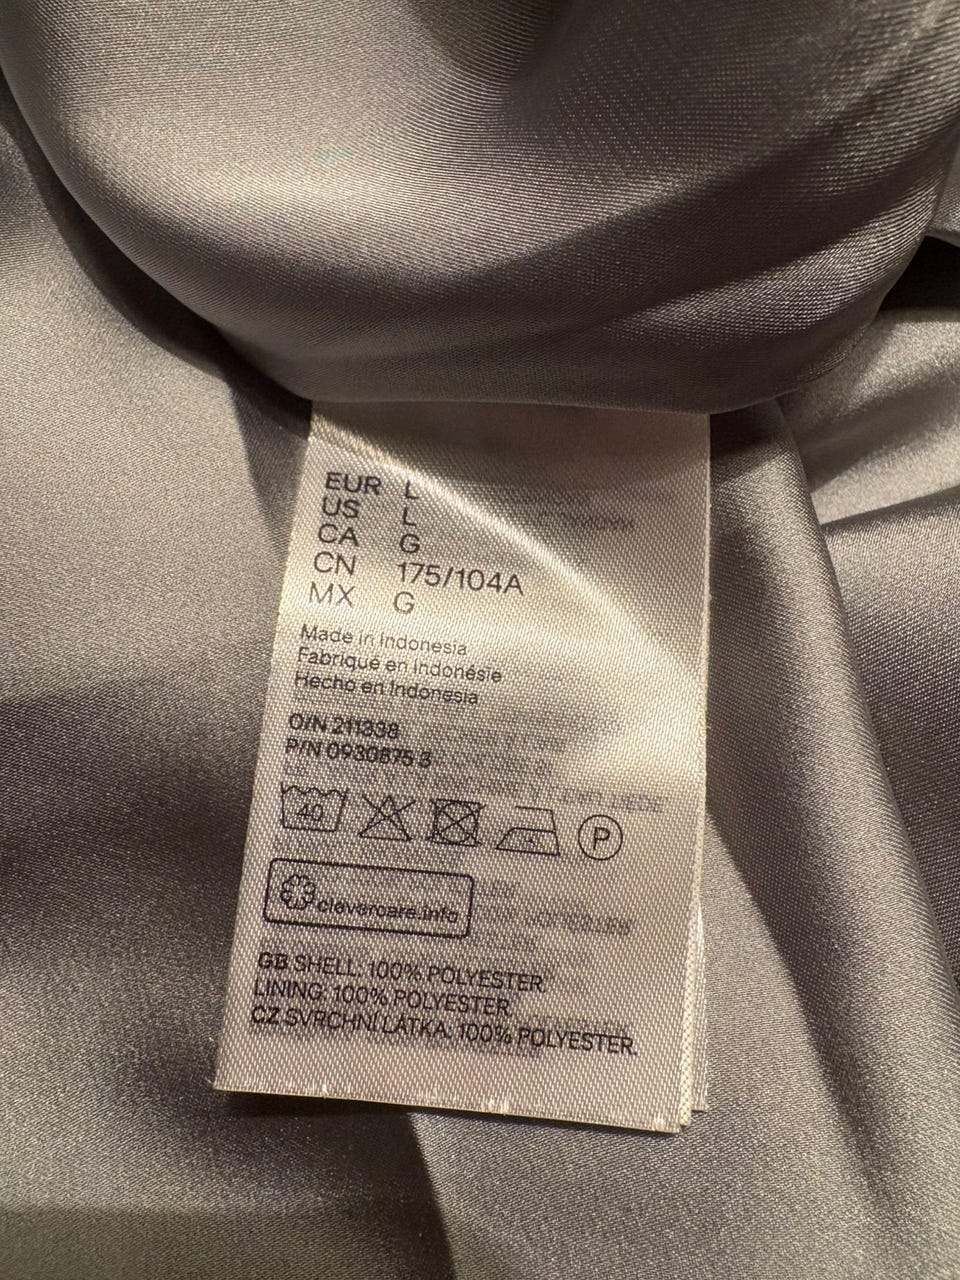 EUR L
US L
CA G
CN 175/104A
MX G
Made in Indonesia
Fabriqué en Indonésie
Hecho en Indonesia
O/N 211338
P/N 0930875 3
40
P
clevercare.info
GB SHELL: 100% POLYESTER
LINING: 100% POLYESTER.
CZ SVRCHNÍ LÁTKA: 100% POLYESTER.